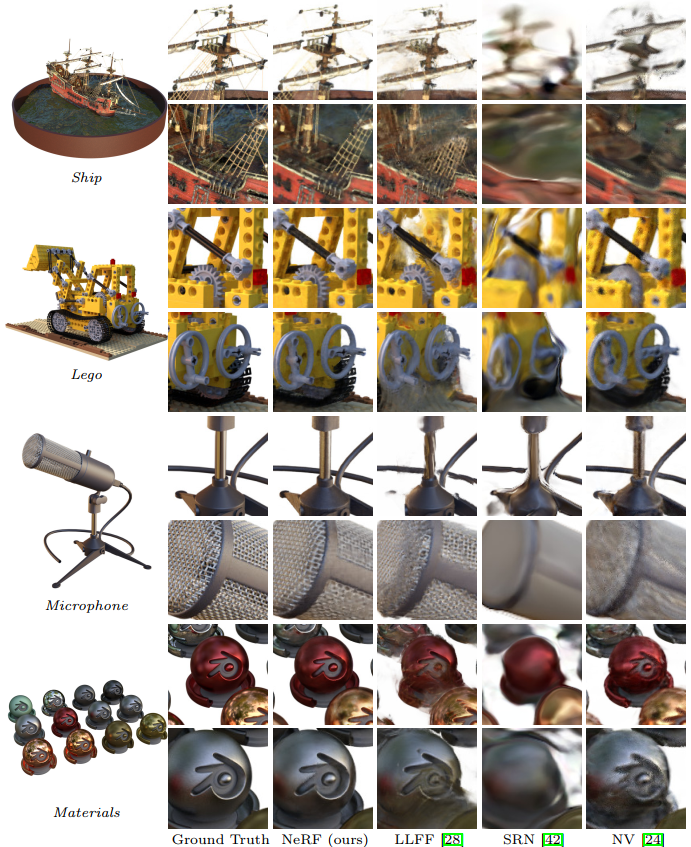 Ship
Lego
Microphone
Materials
Ground Truth NeRF (ours) LLFF [28] SRN [42] NV [24]